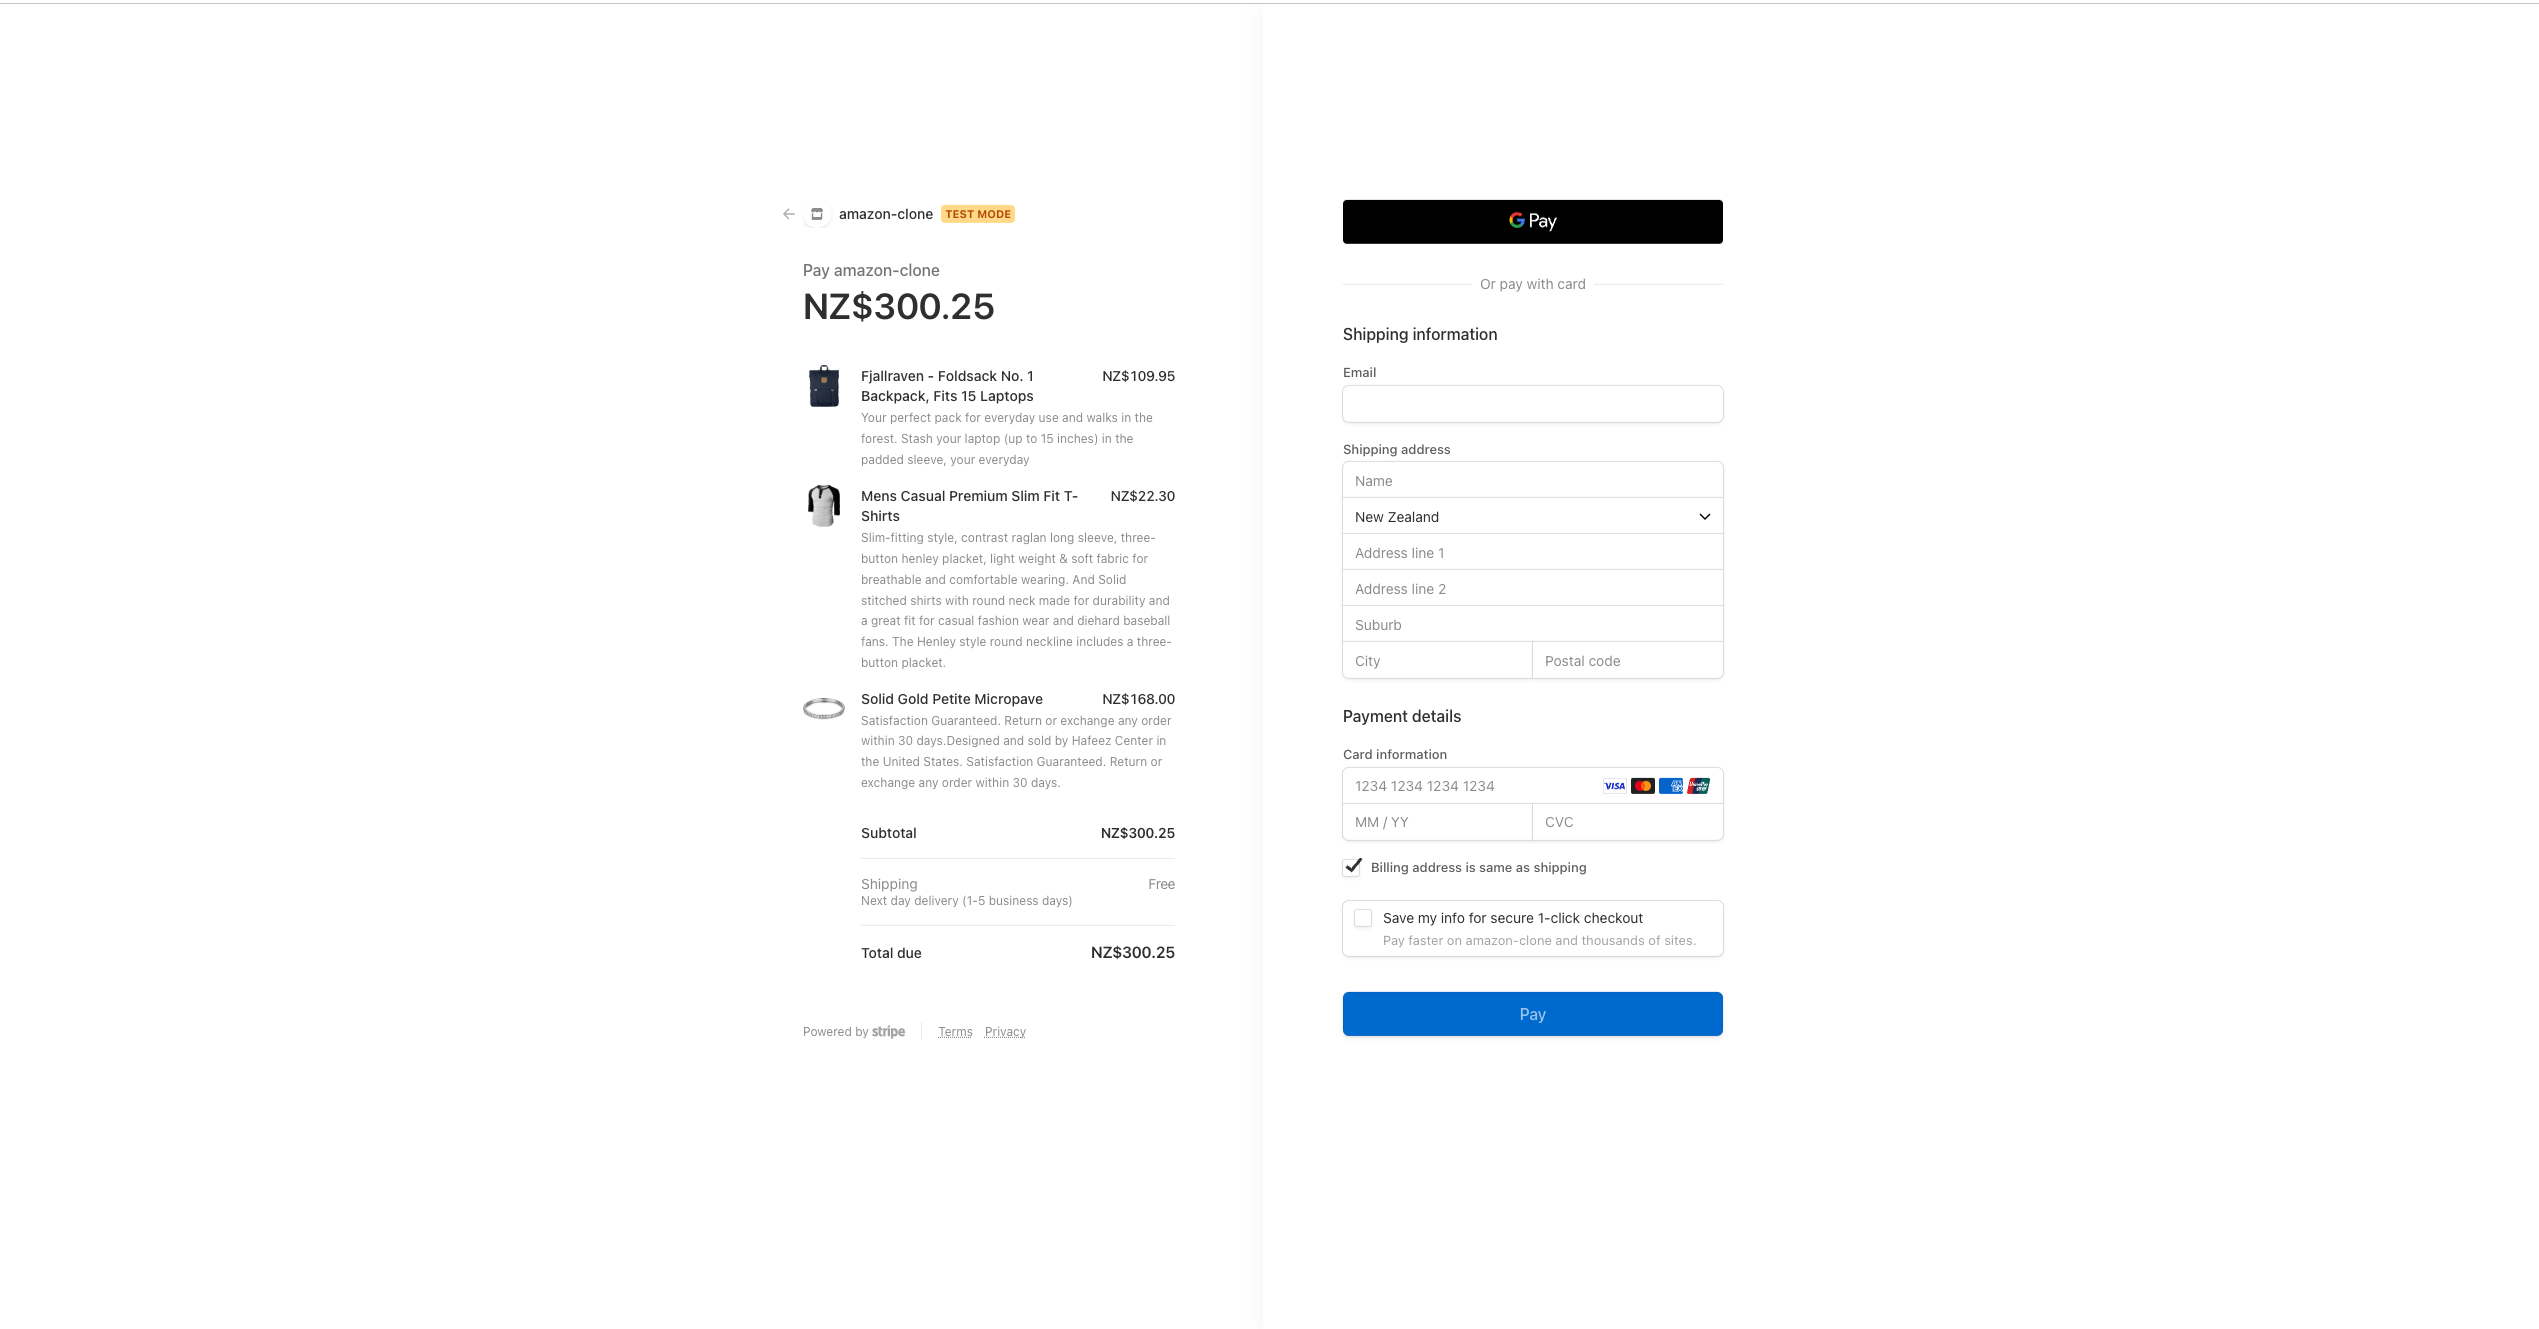 amazon-clone TEST MODE
Pay amazon-clone
NZ$300.25
Fjallraven - Foldsack No. 1 NZ$109.95
Backpack, Fits 15 Laptops
Your perfect pack for everyday use and walks in the
forest. Stash your laptop (up to 15 inches) in the
padded sleeve, your everyday
Mens Casual Premium Slim Fit T- NZ$22.30
Shirts
Slim-fitting style, contrast raglan long sleeve, three-
button henley placket, light weight & soft fabric for
breathable and comfortable wearing. And Solid
stitched shirts with round neck made for durability and
a great fit for casual fashion wear and diehard baseball
fans. The Henley style round neckline includes a three-
button placket.
Solid Gold Petite Micropave NZ$168.00
Satisfaction Guaranteed. Return or exchange any order
within 30 days.Designed and sold by Hafeez Center in
the United States. Satisfaction Guaranteed. Return or
exchange any order within 30 days.
Subtotal NZ$300.25
Shipping Free
Next day delivery (1-5 business days)
Total due NZ$300.25
Powered by stripe Terms Privacy
G Pay
Or pay with card
Shipping information
Email
Shipping address
Name
New Zealand
Address line 1
Address line 2
Suburb
City Postal code
Payment details
Card information
1234 1234 1234 1234 VISA
MM / YY CVC
Billing address is same as shipping
Save my info for secure 1-click checkout
Pay faster on amazon-clone and thousands of sites.
Pay